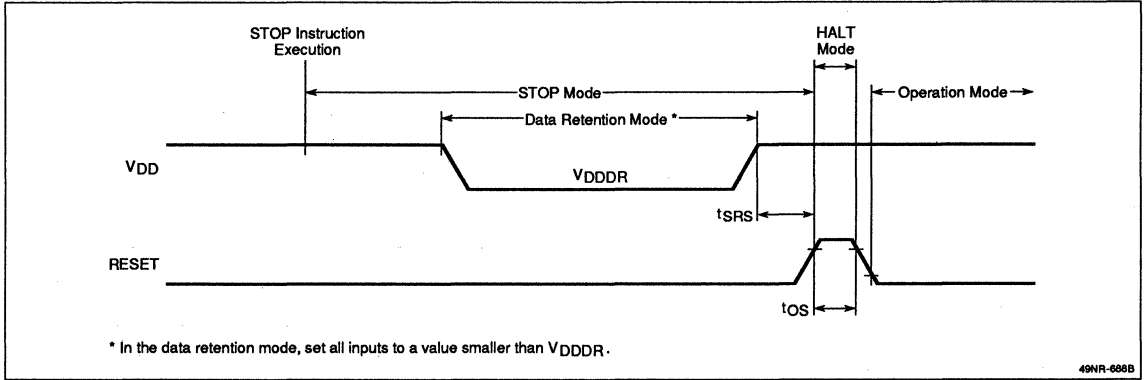 STOP Instruction
Execution
HALT
Mode
STOP Mode
Operation Mode
Data Retention Mode *
VDD
VDDDR
tSRS
RESET
tOS
* In the data retention mode, set all inputs to a value smaller than VDDDR.
49NR-688B